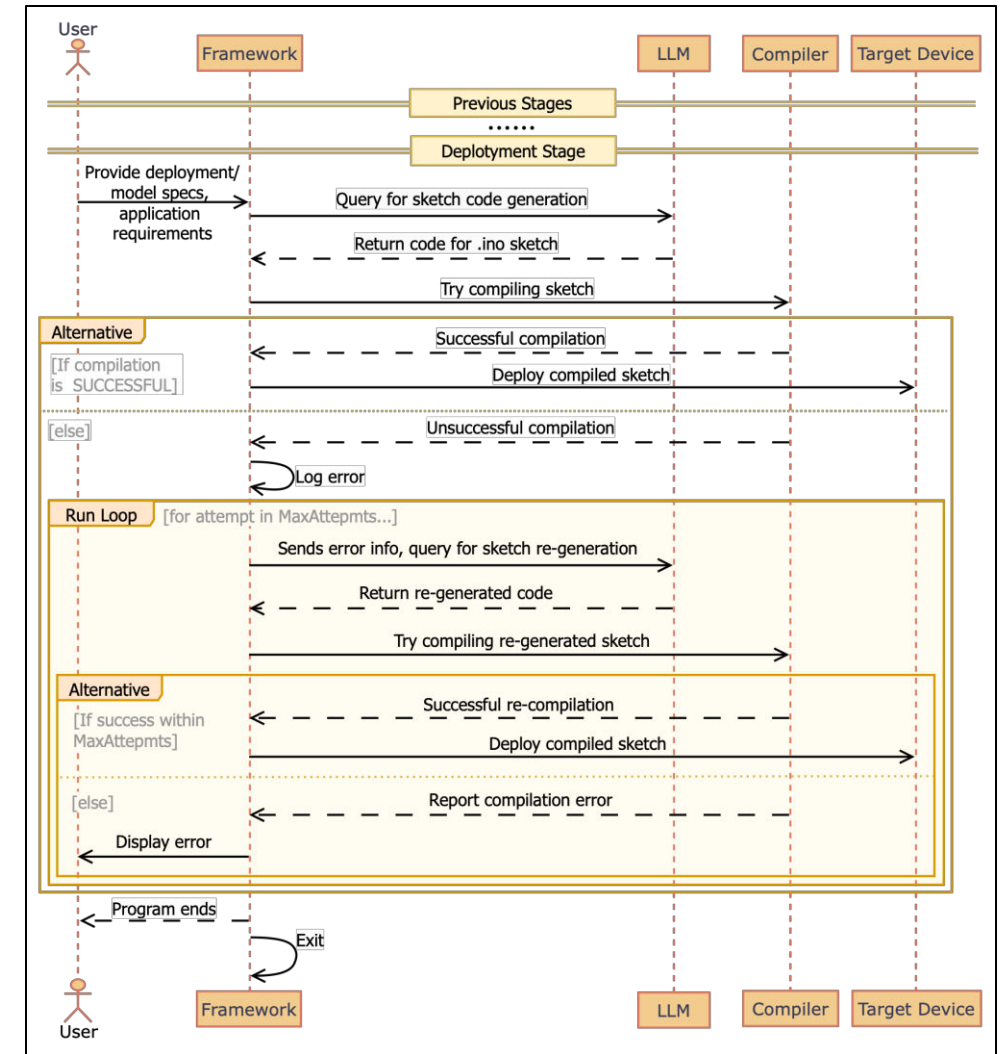 User
Framework
LLM
Compiler
Target Device
Previous Stages
......
Deplotyment Stage
Provide deployment/
model specs,
application
requirements
Query for sketch code generation
Return code for .ino sketch
Try compiling sketch
Alternative
Successful compilation
[If compilation
is SUCCESSFUL]
Deploy compiled sketch
[else]
Unsuccessful compilation
Log error
Run Loop
[for attempt in MaxAttepmts...]
Sends error info, query for sketch re-generation
Return re-generated code
Try compiling re-generated sketch
Alternative
Successful re-compilation
[If success within
MaxAttepmts]
Deploy compiled sketch
[else]
Report compilation error
Display error
Program ends
Exit
User
Framework
LLM
Compiler
Target Device